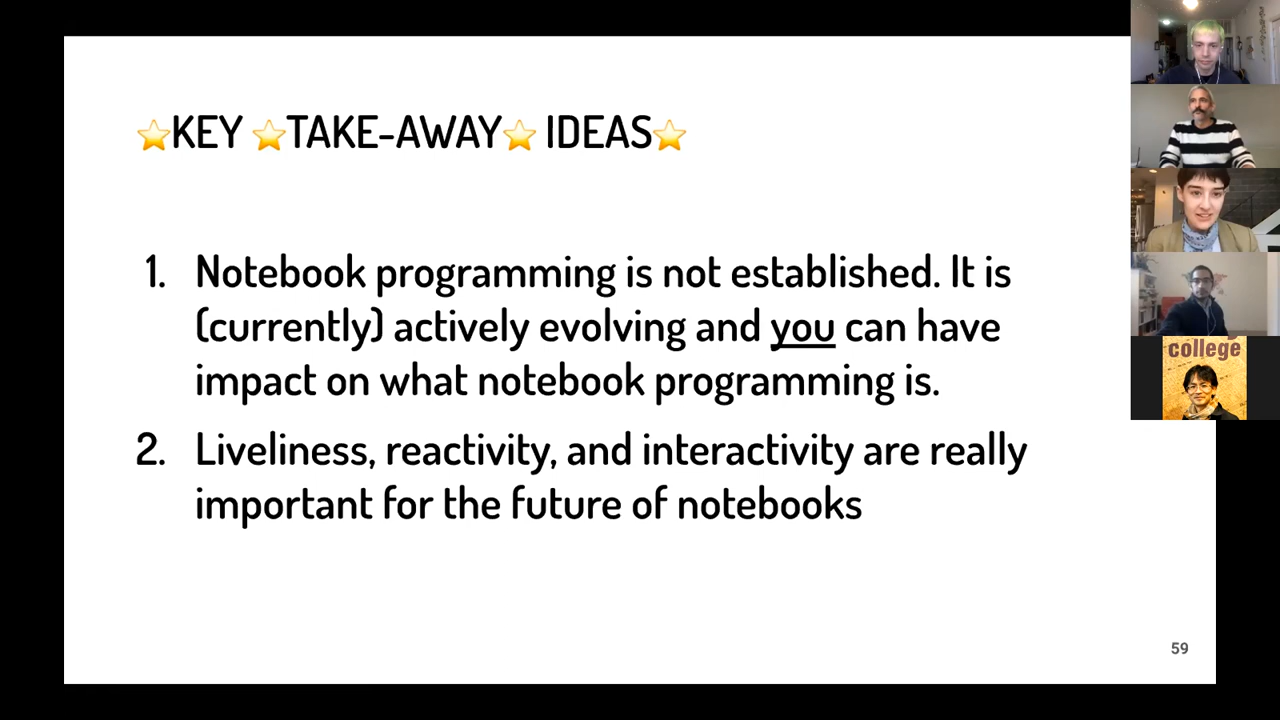 ⭐KEY ⭐TAKE-AWAY⭐ IDEAS⭐
1. Notebook programming is not established. It is
(currently) actively evolving and you can have
impact on what notebook programming is.
2. Liveliness, reactivity, and interactivity are really
important for the future of notebooks
59
college